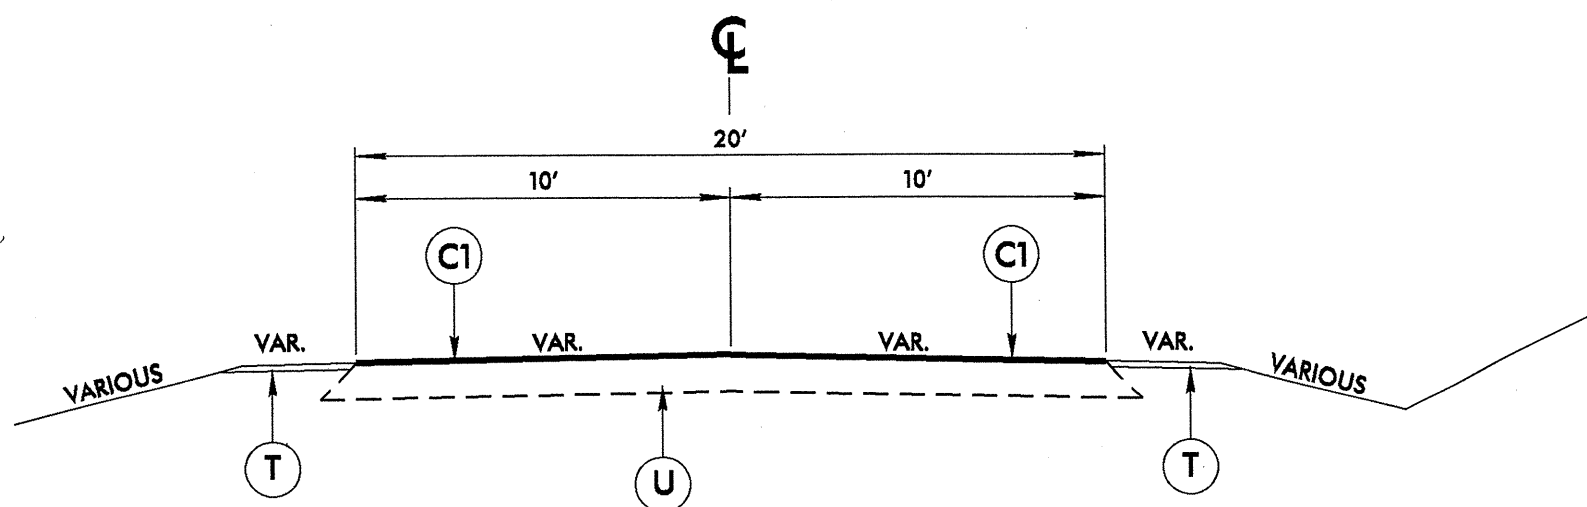 ℄
20'
10' 10'
C1 C1
VAR. VAR. VAR. VAR.
VARIOUS VARIOUS
T T
U